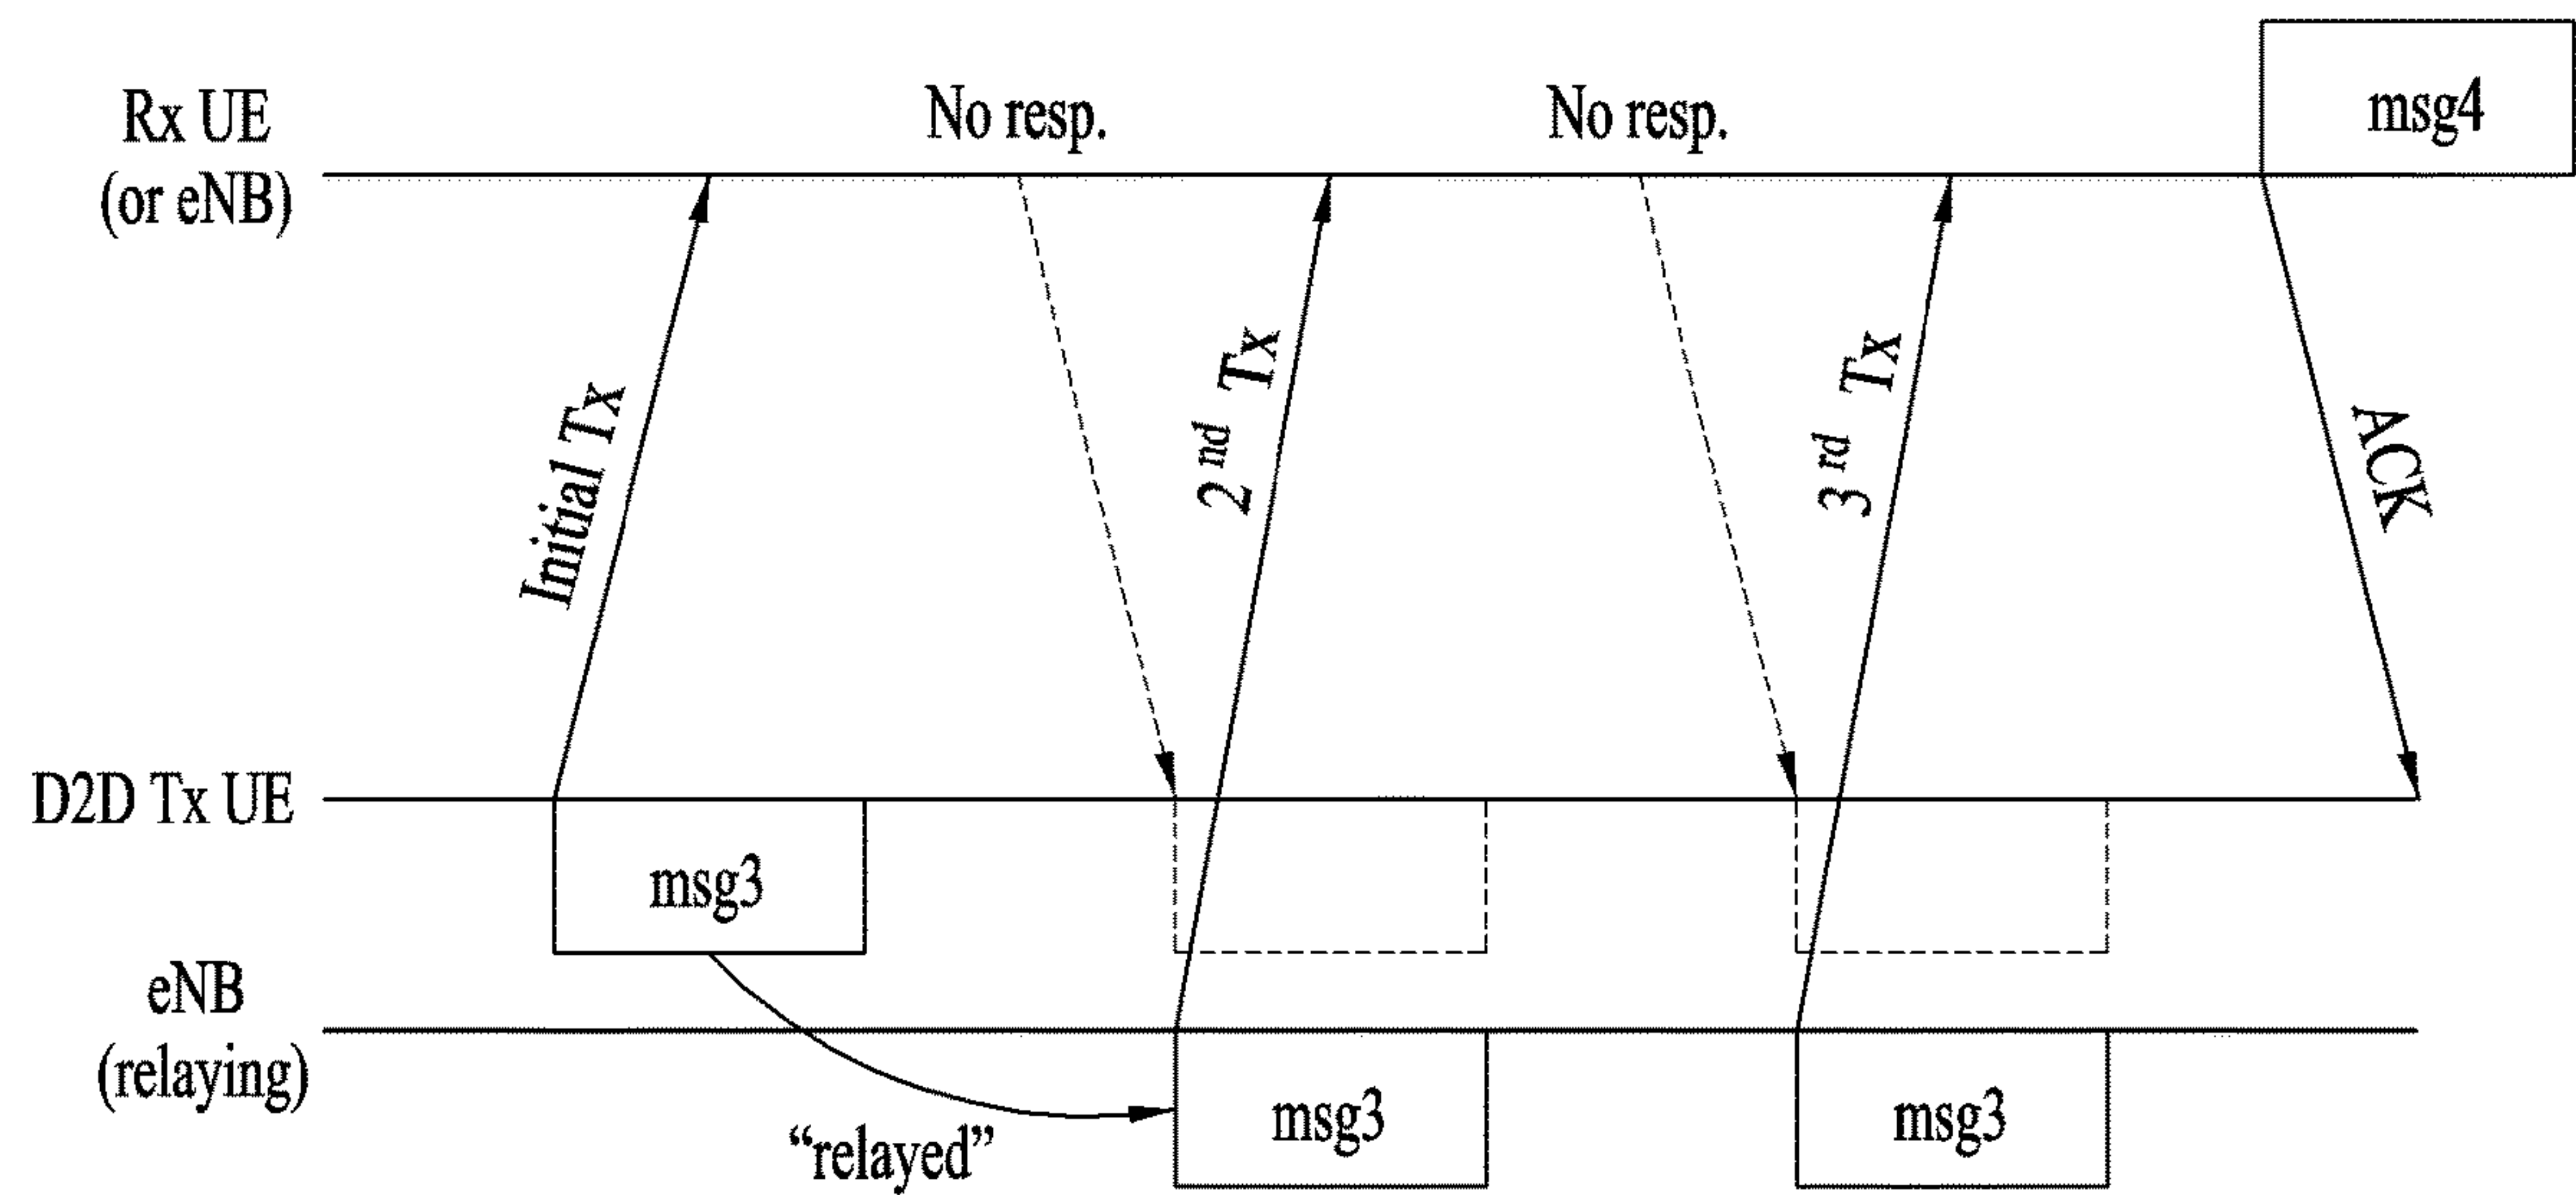 Rx UE
(or eNB)
No resp.
No resp.
msg4
Initial Tx
2nd Tx
3rd Tx
ACK
D2D Tx UE
msg3
eNB
(relaying)
“relayed”
msg3
msg3